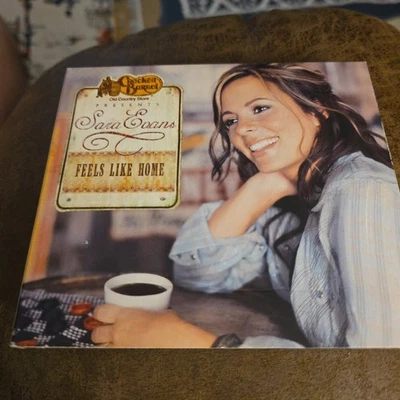 Cracker
Barrel
Old Country Store
PRESENTS
Sara Evans
FEELS LIKE HOME